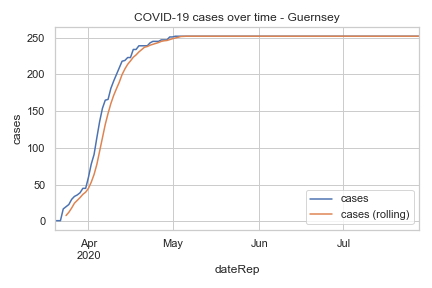 COVID-19 cases over time - Guernsey
250
200
150
100
50
0
cases
cases
cases (rolling)
Apr
2020
May
Jun
Jul
dateRep